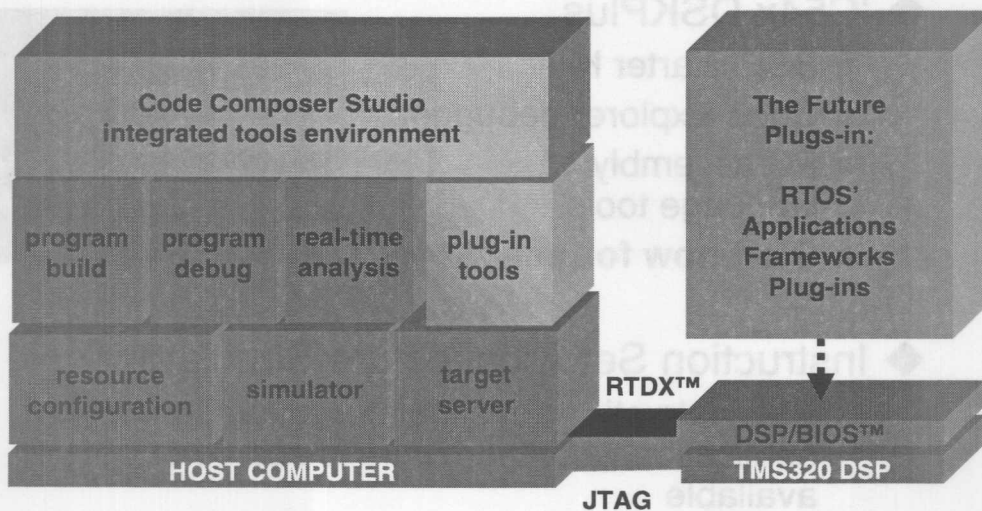 Code Composer Studio
integrated tools environment
program
build
program
debug
real-time
analysis
plug-in
tools
resource
configuration
simulator
target
server
HOST COMPUTER
RTDX™
JTAG
The Future
Plugs-in:
RTOS'
Applications
Frameworks
Plug-ins
DSP/BIOS™
TMS320 DSP
Instruction
available